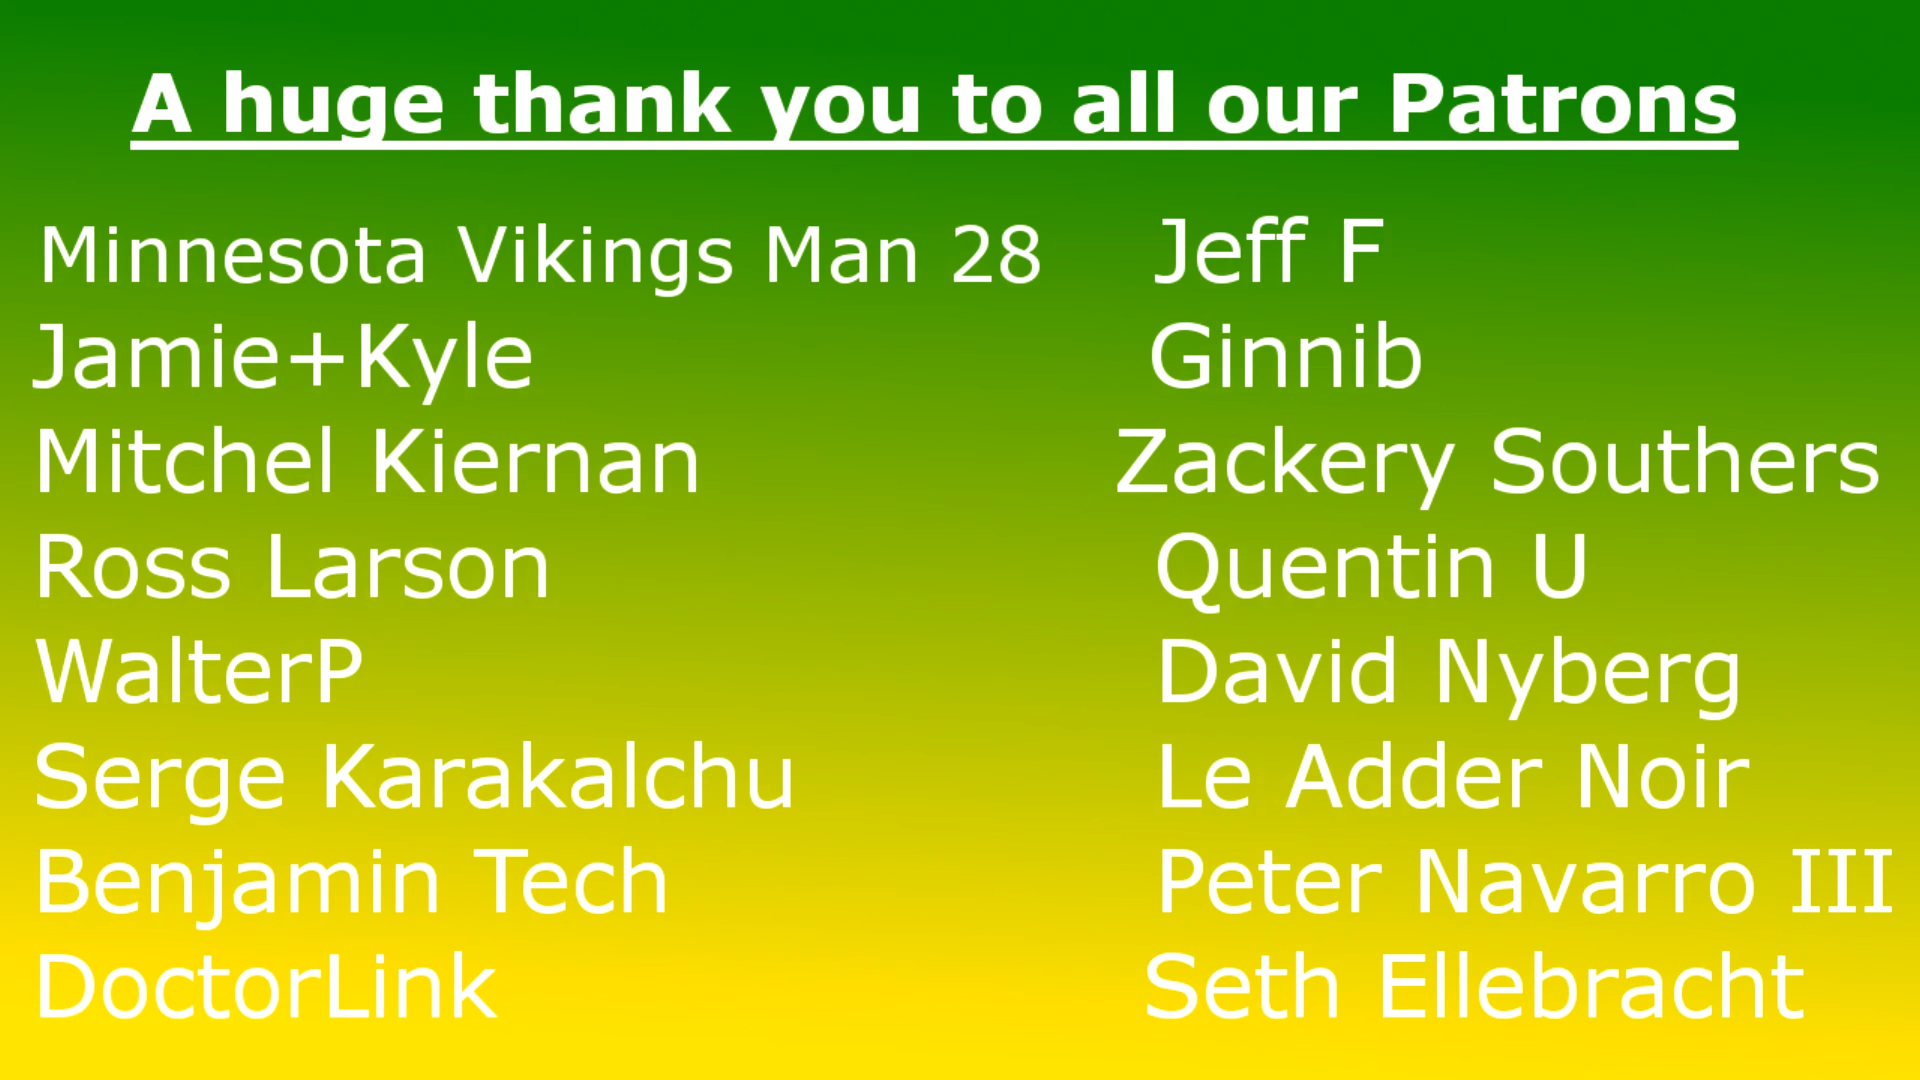 A huge thank you to all our Patrons
Minnesota Vikings Man 28
Jamie+Kyle
Mitchel Kiernan
Ross Larson
WalterP
Serge Karakalchu
Benjamin Tech
DoctorLink
Jeff F
Ginnib
Zackery Southers
Quentin U
David Nyberg
Le Adder Noir
Peter Navarro III
Seth Ellebracht